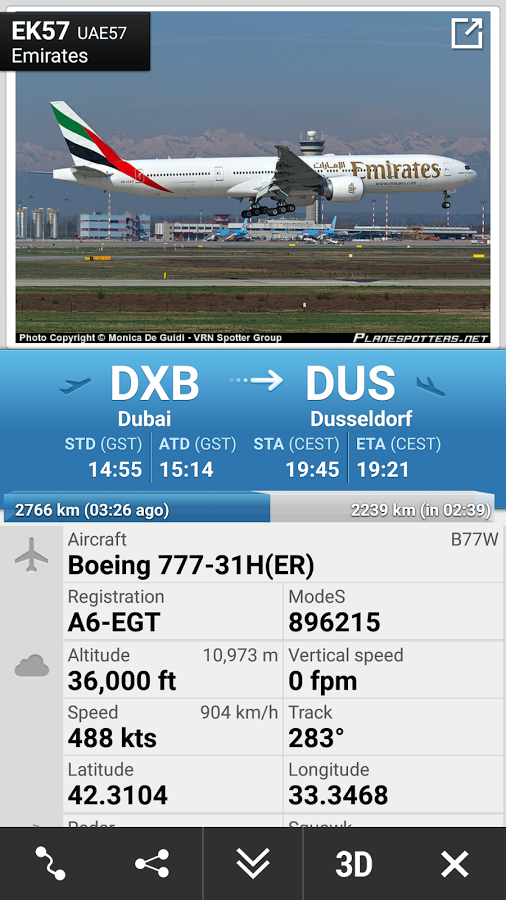 EK57 UAE57
Emirates
الإمارات Emirates
Photo Copyright © Monica De Guidi - VRN Spotter Group
PLANESPOTTERS.NET
DXB DUS
Dubai Dusseldorf
STD (GST) ATD (GST) STA (CEST) ETA (CEST)
14:55 15:14 19:45 19:21
2766 km (03:26 ago) 2239 km (in 02:39)
Aircraft B77W
Boeing 777-31H(ER)
Registration ModeS
A6-EGT 896215
Altitude 10,973 m Vertical speed
36,000 ft 0 fpm
Speed 904 km/h Track
488 kts 283°
Latitude Longitude
42.3104 33.3468
Radar Squawk
3D